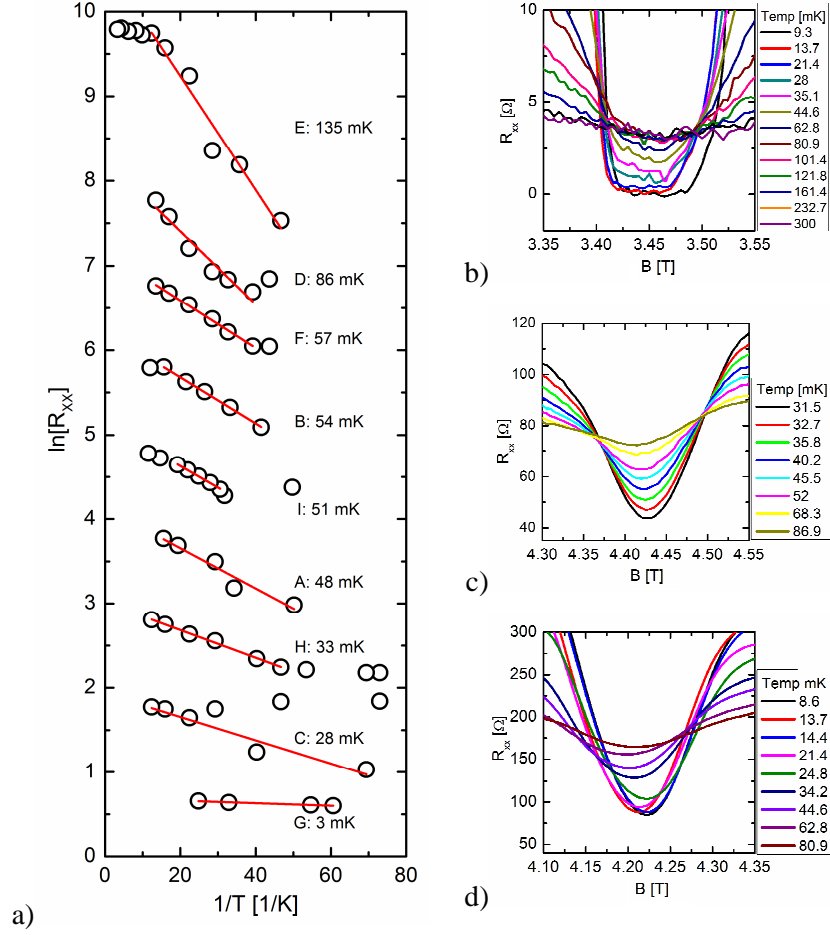 10
9
8
7
6
5
4
3
2
1
0
ln[R_XX]
E: 135 mK
D: 86 mK
F: 57 mK
B: 54 mK
I: 51 mK
A: 48 mK
H: 33 mK
C: 28 mK
G: 3 mK
0 20 40 60 80
1/T [1/K]
a)
10
5
0
R_xx [Ω]
3.35 3.40 3.45 3.50 3.55
B [T]
b)
Temp [mK]
9.3
13.7
21.4
28
35.1
44.6
62.8
80.9
101.4
121.8
161.4
232.7
300
120
100
80
60
40
R_xx [Ω]
4.30 4.35 4.40 4.45 4.50 4.55
B [T]
c)
Temp [mK]
31.5
32.7
35.8
40.2
45.5
52
68.3
86.9
300
250
200
150
100
50
R_xx [Ω]
4.10 4.15 4.20 4.25 4.30 4.35
B [T]
d)
Temp mK
8.6
13.7
14.4
21.4
24.8
34.2
44.6
62.8
80.9